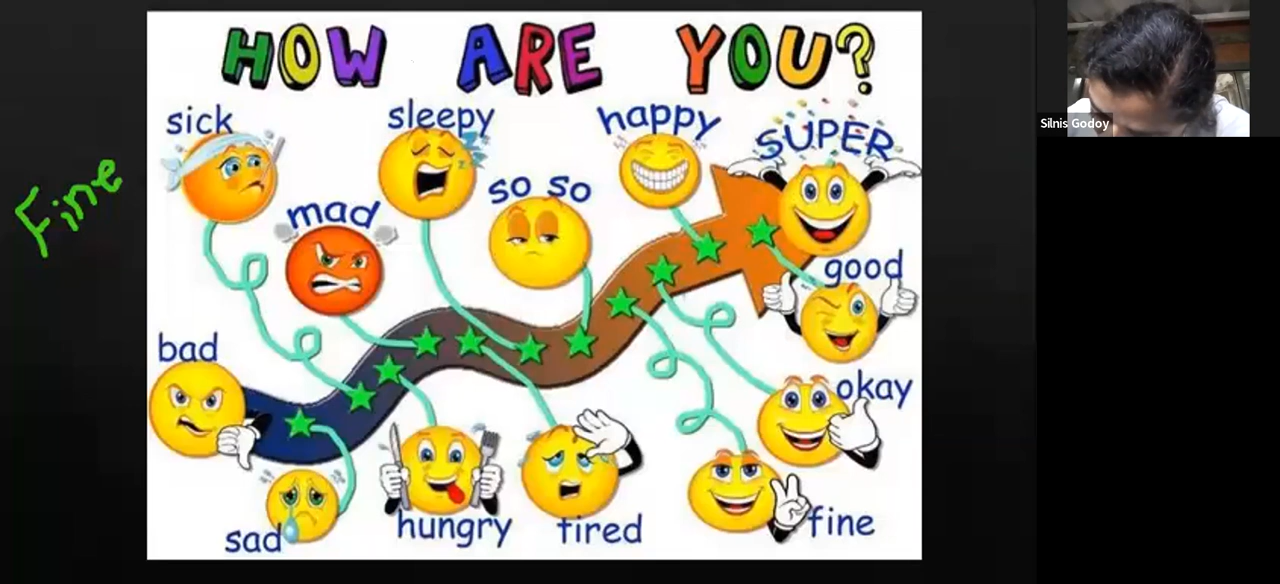 HOW ARE YOU?
sick
sleepy
happy
SUPER
Silnis Godoy
Fine
mad
so so
good
bad
okay
sad
hungry
tired
fine